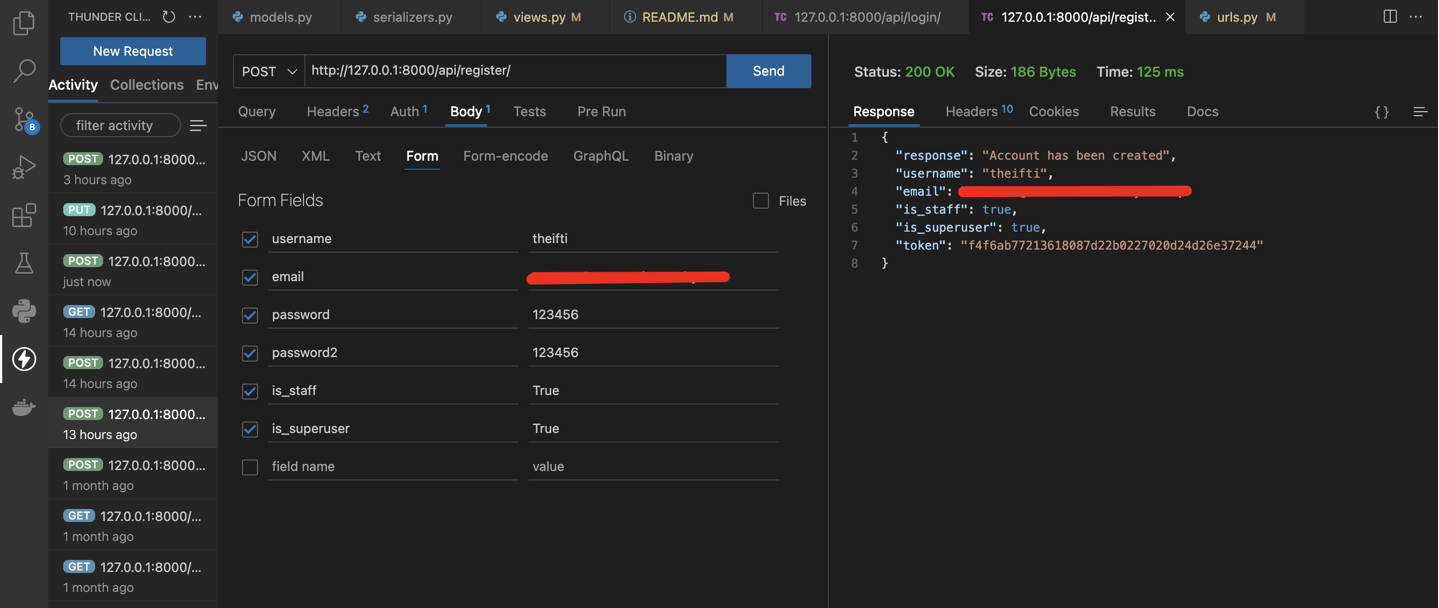 THUNDER CLI...
New Request
Activity Collections Env
filter activity
POST 127.0.0.1:8000...
3 hours ago
PUT 127.0.0.1:8000/...
10 hours ago
POST 127.0.0.1:8000...
just now
GET 127.0.0.1:8000/...
14 hours ago
POST 127.0.0.1:8000...
14 hours ago
POST 127.0.0.1:8000...
13 hours ago
POST 127.0.0.1:8000...
1 month ago
GET 127.0.0.1:8000/...
1 month ago
GET 127.0.0.1:8000/...
1 month ago
8
models.py serializers.py views.py M README.md M TC 127.0.0.1:8000/api/login/ TC 127.0.0.1:8000/api/regist.. urls.py M
POST http://127.0.0.1:8000/api/register/ Send
Query Headers 2 Auth 1 Body 1 Tests Pre Run
JSON XML Text Form Form-encode GraphQL Binary
Form Fields Files
username theifti
email
password 123456
password2 123456
is_staff True
is_superuser True
field name value
Status: 200 OK Size: 186 Bytes Time: 125 ms
Response Headers 10 Cookies Results Docs { }
1 {
2 "response": "Account has been created",
3 "username": "theifti",
4 "email":
5 "is_staff": true,
6 "is_superuser": true,
7 "token": "f4f6ab77213618087d22b0227020d24d26e37244"
8 }